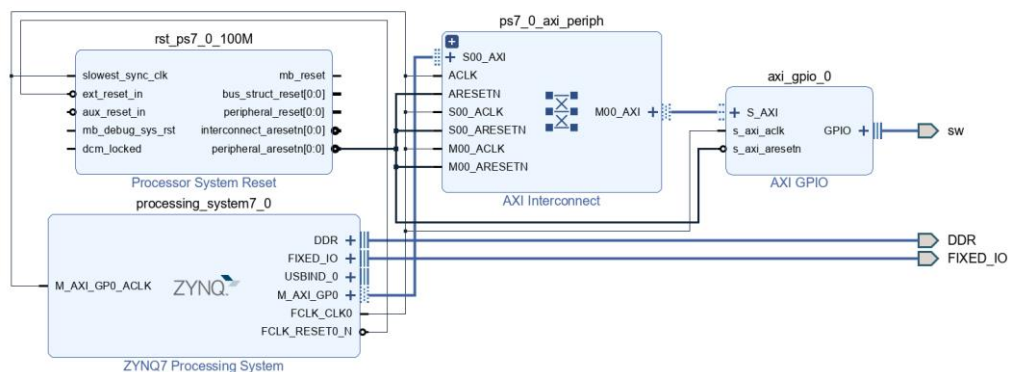 rst_ps7_0_100M
slowest_sync_clk
ext_reset_in
aux_reset_in
mb_debug_sys_rst
dcm_locked
mb_reset
bus_struct_reset[0:0]
peripheral_reset[0:0]
interconnect_aresetn[0:0]
peripheral_aresetn[0:0]
Processor System Reset
ps7_0_axi_periph
S00_AXI
ACLK
ARESETN
S00_ACLK
S00_ARESETN
M00_ACLK
M00_ARESETN
M00_AXI
AXI Interconnect
axi_gpio_0
S_AXI
s_axi_aclk
s_axi_aresetn
GPIO
AXI GPIO
sw
processing_system7_0
M_AXI_GP0_ACLK
ZYNQ
DDR
FIXED_IO
USBIND_0
M_AXI_GP0
FCLK_CLK0
FCLK_RESET0_N
ZYNQ7 Processing System
DDR
FIXED_IO